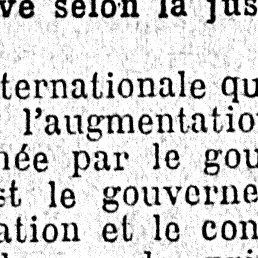 ve selon la jus
ternationale qu
l'augmentatio
née par le gou
st le gouverne
ation et le con